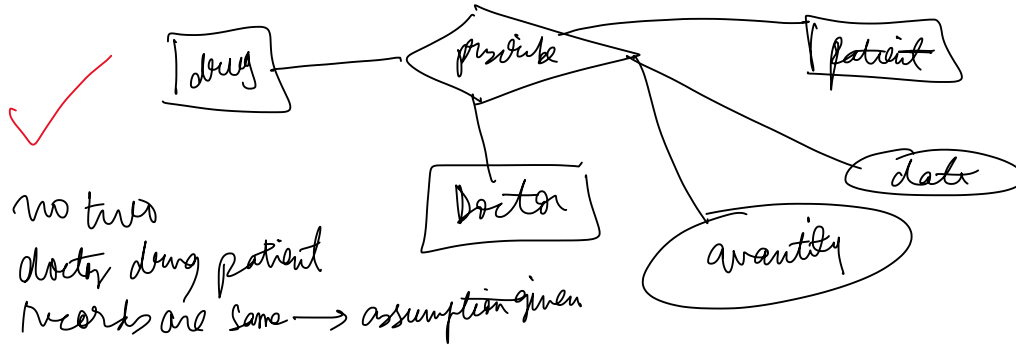 drug
prescribe
patient
Doctor
date
quantity
no two
doctor drug patient
records are same → assumption given